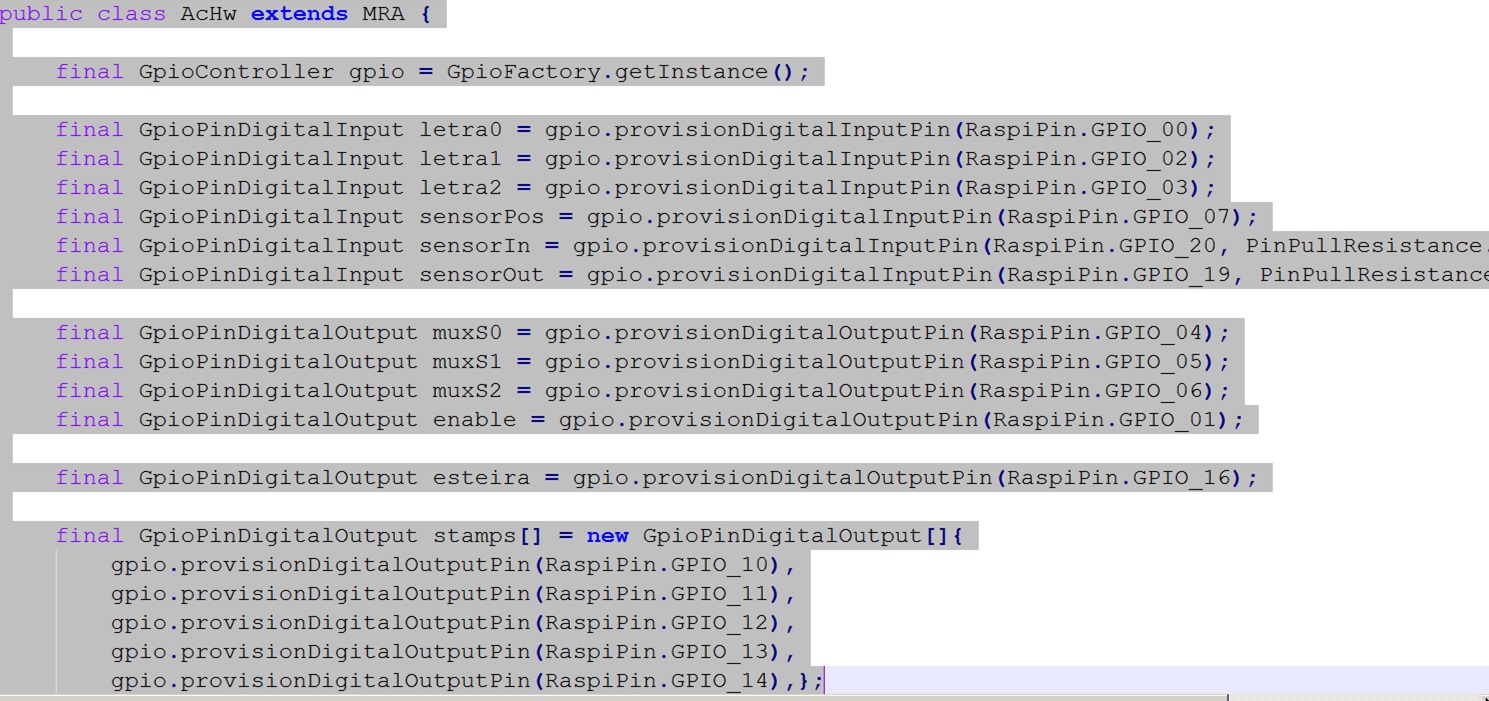 public class AcHw extends MRA {
final GpioController gpio = GpioFactory.getInstance();
final GpioPinDigitalInput letra0 = gpio.provisionDigitalInputPin(RaspiPin.GPIO_00);
final GpioPinDigitalInput letra1 = gpio.provisionDigitalInputPin(RaspiPin.GPIO_02);
final GpioPinDigitalInput letra2 = gpio.provisionDigitalInputPin(RaspiPin.GPIO_03);
final GpioPinDigitalInput sensorPos = gpio.provisionDigitalInputPin(RaspiPin.GPIO_07);
final GpioPinDigitalInput sensorIn = gpio.provisionDigitalInputPin(RaspiPin.GPIO_20, PinPullResistance.
final GpioPinDigitalInput sensorOut = gpio.provisionDigitalInputPin(RaspiPin.GPIO_19, PinPullResistance
final GpioPinDigitalOutput muxS0 = gpio.provisionDigitalOutputPin(RaspiPin.GPIO_04);
final GpioPinDigitalOutput muxS1 = gpio.provisionDigitalOutputPin(RaspiPin.GPIO_05);
final GpioPinDigitalOutput muxS2 = gpio.provisionDigitalOutputPin(RaspiPin.GPIO_06);
final GpioPinDigitalOutput enable = gpio.provisionDigitalOutputPin(RaspiPin.GPIO_01);
final GpioPinDigitalOutput esteira = gpio.provisionDigitalOutputPin(RaspiPin.GPIO_16);
final GpioPinDigitalOutput stamps[] = new GpioPinDigitalOutput[]{
gpio.provisionDigitalOutputPin(RaspiPin.GPIO_10),
gpio.provisionDigitalOutputPin(RaspiPin.GPIO_11),
gpio.provisionDigitalOutputPin(RaspiPin.GPIO_12),
gpio.provisionDigitalOutputPin(RaspiPin.GPIO_13),
gpio.provisionDigitalOutputPin(RaspiPin.GPIO_14),};